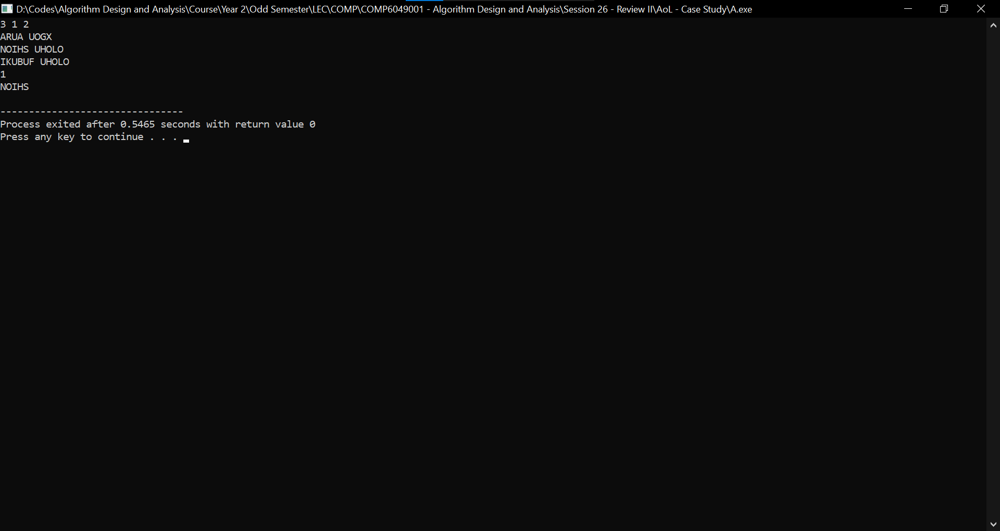 D:\Codes\Algorithm Design and Analysis\Course\Year 2\Odd Semester\LEC\COMP\COMP6049001 - Algorithm Design and Analysis\Session 26 - Review II\AoL - Case Study\A.exe
3 1 2
ARUA UOGX
NOIHS UHOLO
IKUBUF UHOLO
1
NOIHS
--------------------------------
Process exited after 0.5465 seconds with return value 0
Press any key to continue . . .